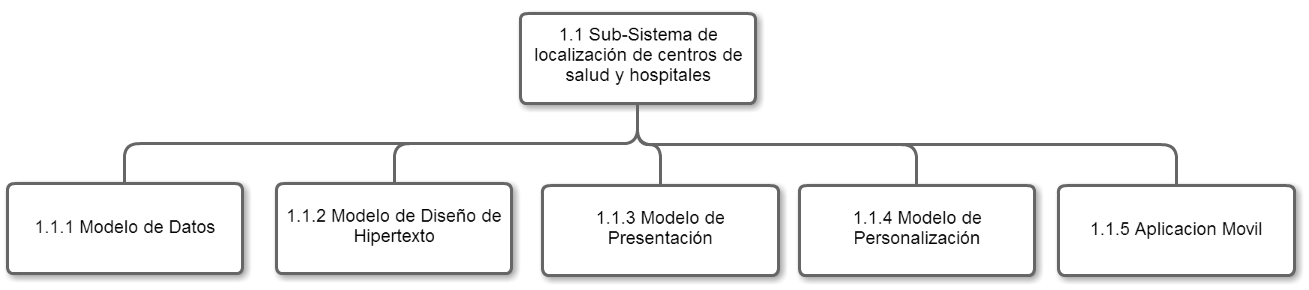 1.1 Sub-Sistema de
localización de centros de
salud y hospitales
1.1.1 Modelo de Datos
1.1.2 Modelo de Diseño de
Hipertexto
1.1.3 Modelo de
Presentación
1.1.4 Modelo de
Personalización
1.1.5 Aplicacion Movil